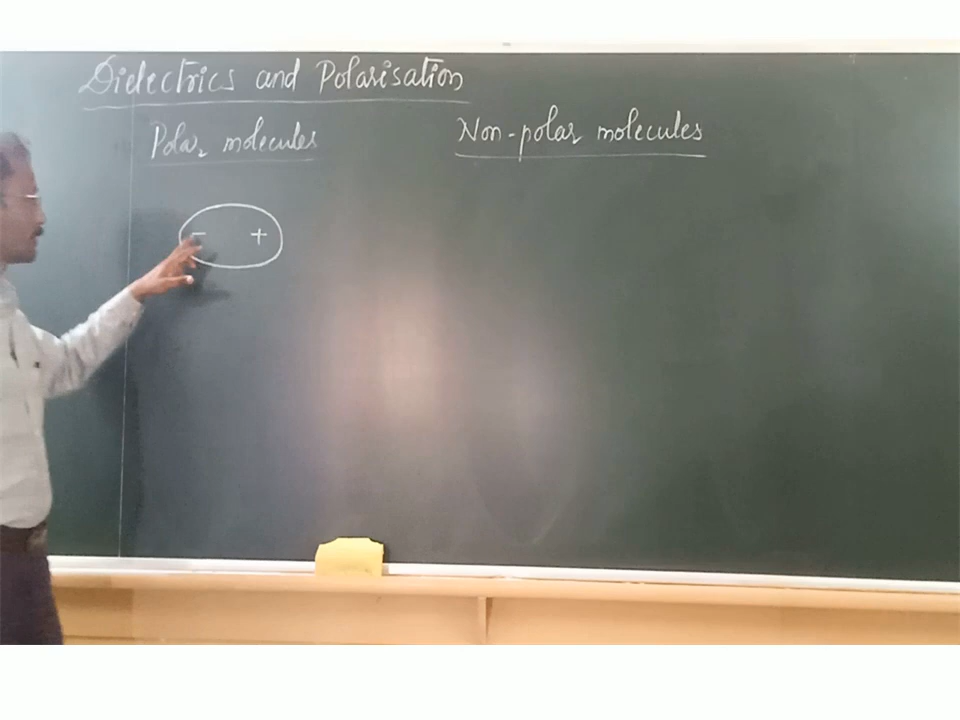 Dielectrics and Polarisation
Polar molecules
Non-polar molecules
- +